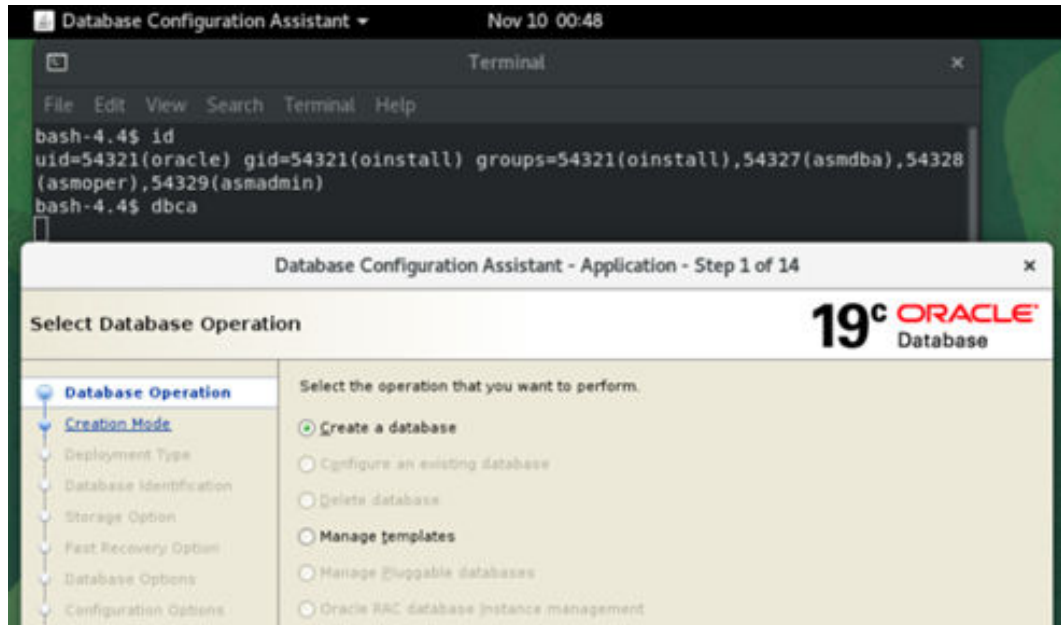 Database Configuration Assistant Nov 10 00:48
Terminal ×
File Edit View Search Terminal Help
bash-4.4$ id
uid=54321(oracle) gid=54321(oinstall) groups=54321(oinstall),54327(asmdba),54328
(asmoper),54329(asmadmin)
bash-4.4$ dbca
Database Configuration Assistant - Application - Step 1 of 14 ×
Select Database Operation
19c ORACLE
Database
Database Operation
Creation Mode
Deployment Type
Database Identification
Storage Option
Fast Recovery Option
Database Options
Configuration Options
Select the operation that you want to perform.
Create a database
Configure an existing database
Delete database
Manage templates
Manage Pluggable databases
Oracle RAC database Instance management